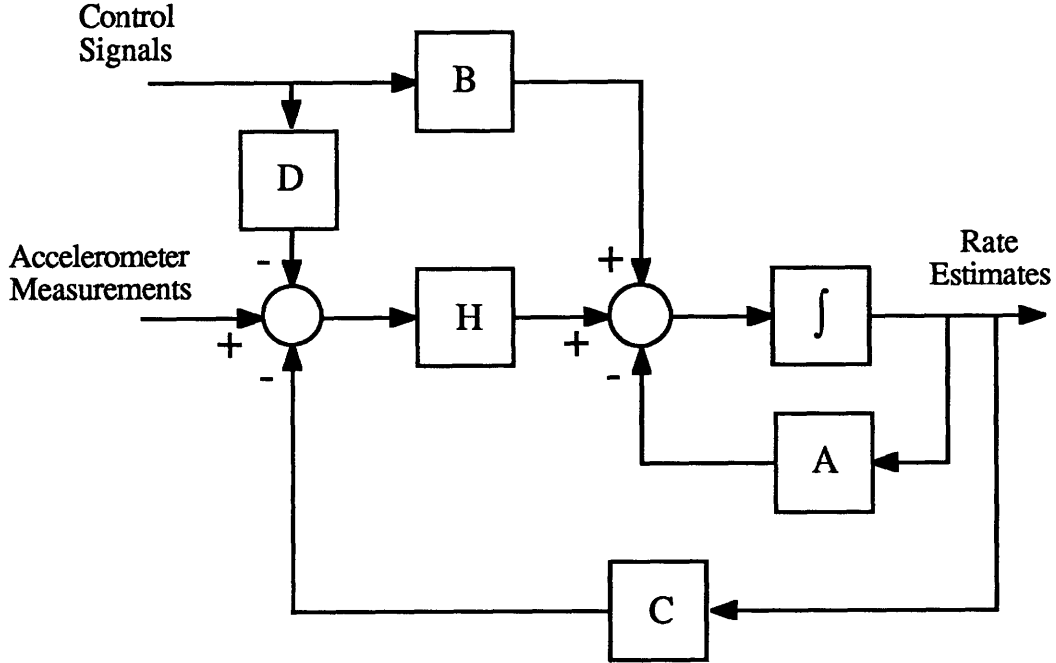 Control
Signals
B
D
-
Accelerometer
Measurements
+
-
H
+
+
-
∫
Rate
Estimates
A
C